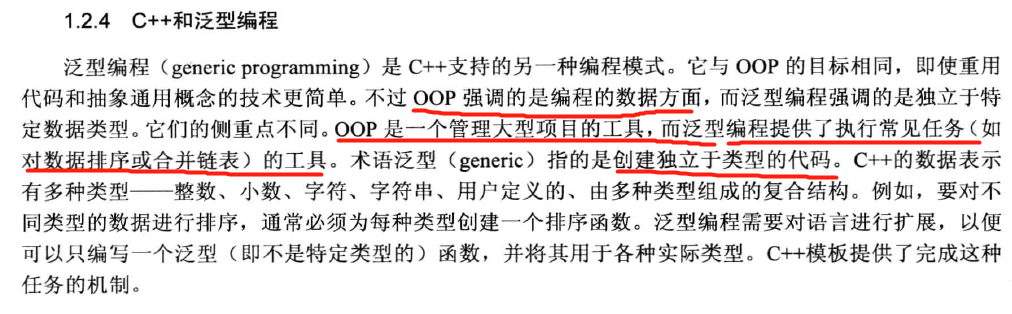 1.2.4 C++和泛型编程
泛型编程（generic programming）是 C++支持的另一种编程模式。它与 OOP 的目标相同，即使重用
代码和抽象通用概念的技术更简单。不过 OOP 强调的是编程的数据方面，而泛型编程强调的是独立于特
定数据类型。它们的侧重点不同。OOP 是一个管理大型项目的工具，而泛型编程提供了执行常见任务（如
对数据排序或合并链表）的工具。术语泛型（generic）指的是创建独立于类型的代码。C++的数据表示
有多种类型——整数、小数、字符、字符串、用户定义的、由多种类型组成的复合结构。例如，要对不
同类型的数据进行排序，通常必须为每种类型创建一个排序函数。泛型编程需要对语言进行扩展，以便
可以只编写一个泛型（即不是特定类型的）函数，并将其用于各种实际类型。C++模板提供了完成这种
任务的机制。